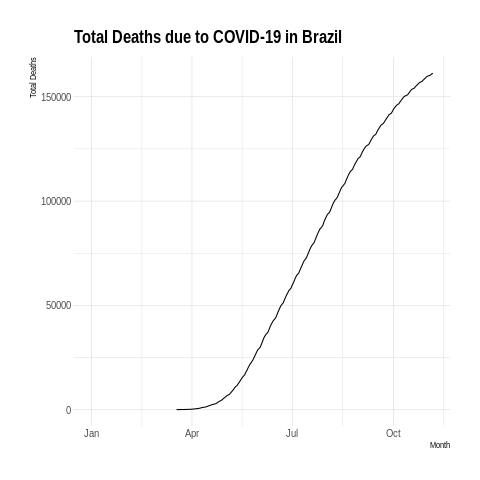 Total Deaths due to COVID-19 in Brazil
Total Deaths
150000
100000
50000
0
Jan Apr Jul Oct
Month